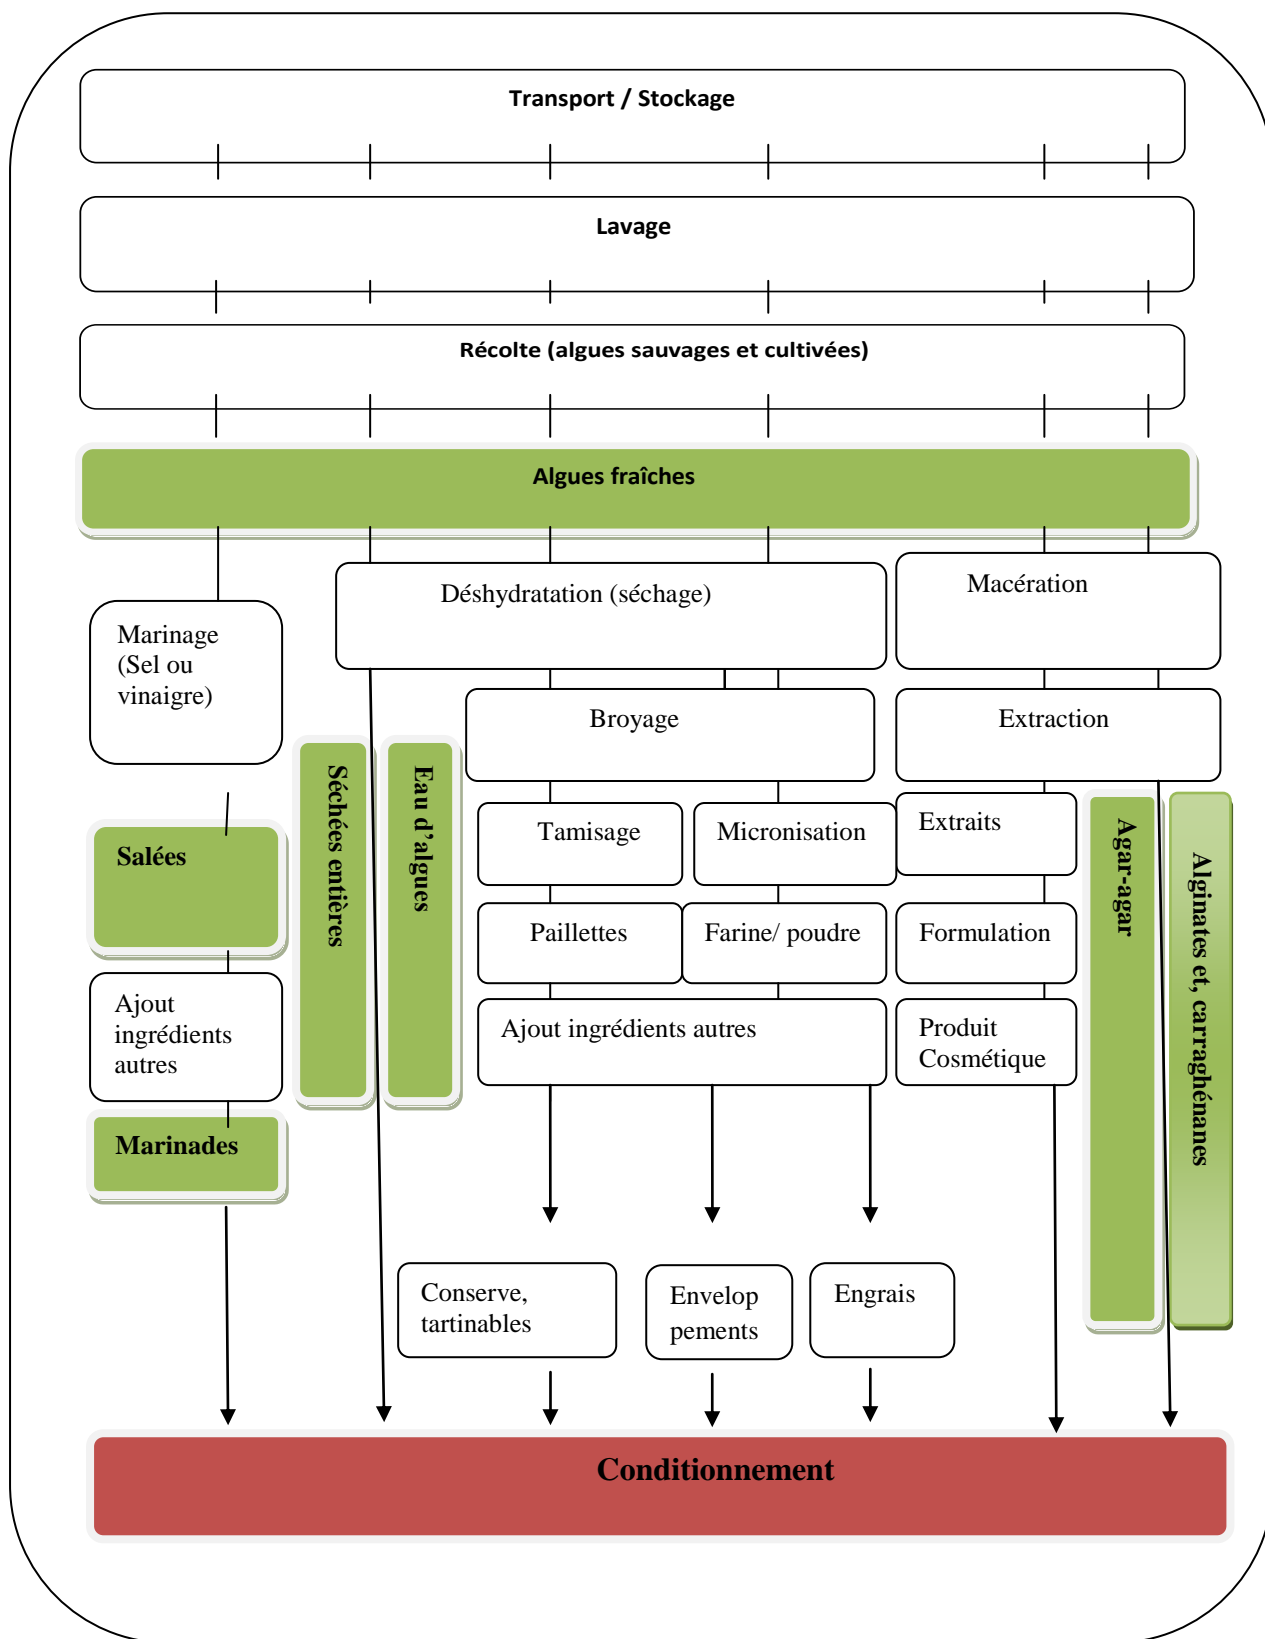 Transport / Stockage
Lavage
Récolte (algues sauvages et cultivées)
Algues fraîches
Marinage
(Sel ou
vinaigre)
Déshydratation (séchage)
Macération
Broyage
Extraction
Séchées entières
Eau d’algues
Tamisage
Micronisation
Extraits
Agar-agar
Alginates et, carraghénanes
Salées
Paillettes
Farine/ poudre
Formulation
Ajout
ingrédients
autres
Ajout ingrédients autres
Produit
Cosmétique
Marinades
Conserve,
tartinables
Envelop
pements
Engrais
Conditionnement